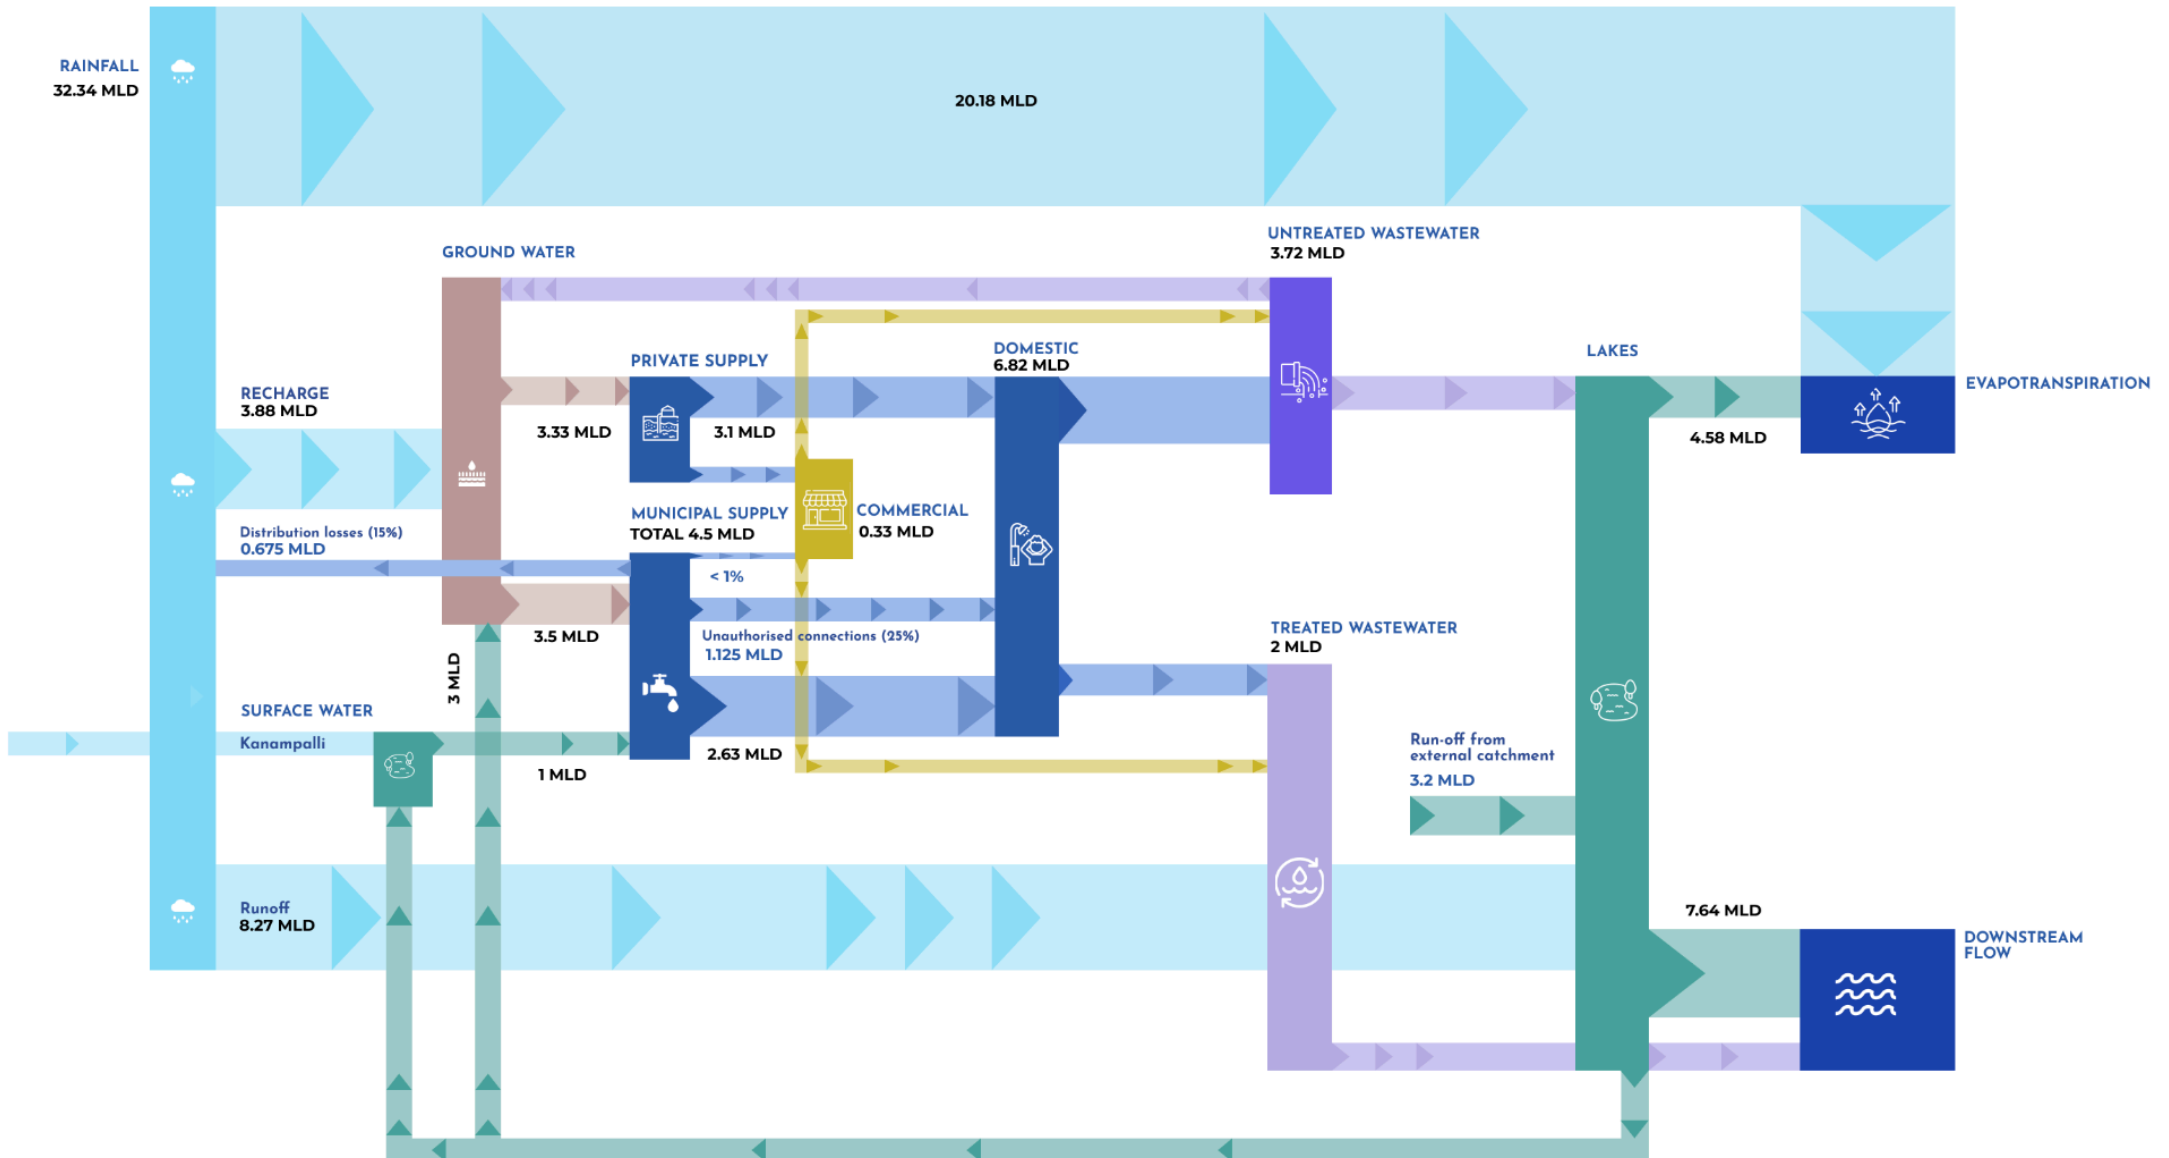 RAINFALL
32.34 MLD
20.18 MLD
UNTREATED WASTEWATER
3.72 MLD
GROUND WATER
PRIVATE SUPPLY
DOMESTIC
6.82 MLD
LAKES
EVAPOTRANSPIRATION
RECHARGE
3.88 MLD
3.33 MLD
3.1 MLD
4.58 MLD
MUNICIPAL SUPPLY
TOTAL 4.5 MLD
COMMERCIAL
0.33 MLD
Distribution losses (15%)
0.675 MLD
< 1%
3.5 MLD
Unauthorised connections (25%)
1.125 MLD
TREATED WASTEWATER
2 MLD
3 MLD
SURFACE WATER
Kanampalli
1 MLD
2.63 MLD
Run-off from
external catchment
3.2 MLD
Runoff
8.27 MLD
7.64 MLD
DOWNSTREAM
FLOW